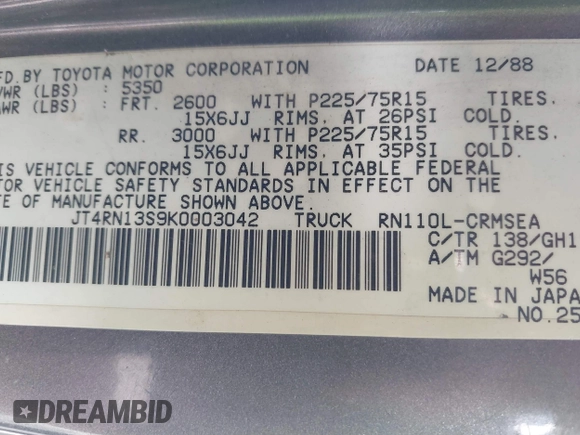 FD.BY TOYOTA MOTOR CORPORATION DATE 12/88
VWR (LBS) : 5350
AWR (LBS) : FRT. 2600 WITH P225/75R15 TIRES.
15X6JJ RIMS. AT 26PSI COLD.
RR. 3000 WITH P225/75R15 TIRES.
15X6JJ RIMS. AT 35PSI COLD.
IS VEHICLE CONFORMS TO ALL APPLICABLE FEDERAL
TOR VEHICLE SAFETY STANDARDS IN EFFECT ON THE
TE OF MANUFACTURE SHOWN ABOVE.
JT4RN13S9K0003042 TRUCK RN110L-CRMSEA
C/TR 138/GH1
A/TM G292/
W56
MADE IN JAPA
NO.25
DREAMBID